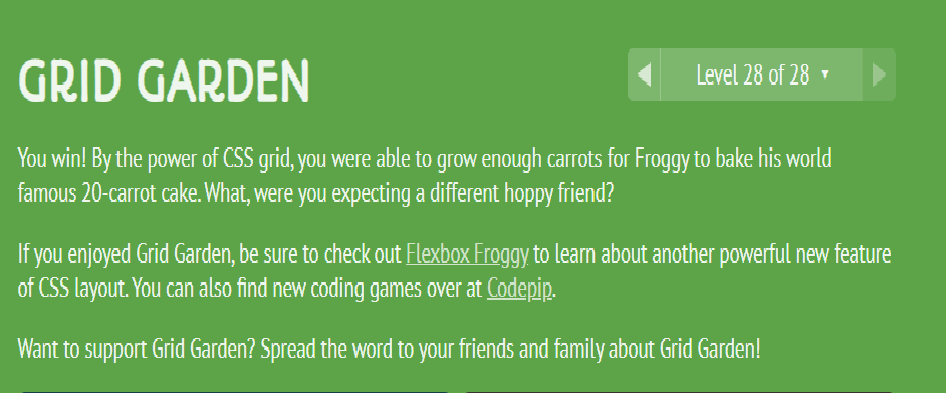 GRID GARDEN
Level 28 of 28
You win! By the power of CSS grid, you were able to grow enough carrots for Froggy to bake his world
famous 20-carrot cake. What, were you expecting a different hoppy friend?
If you enjoyed Grid Garden, be sure to check out Flexbox Froggy to learn about another powerful new feature
of CSS layout. You can also find new coding games over at Codepip.
Want to support Grid Garden? Spread the word to your friends and family about Grid Garden!